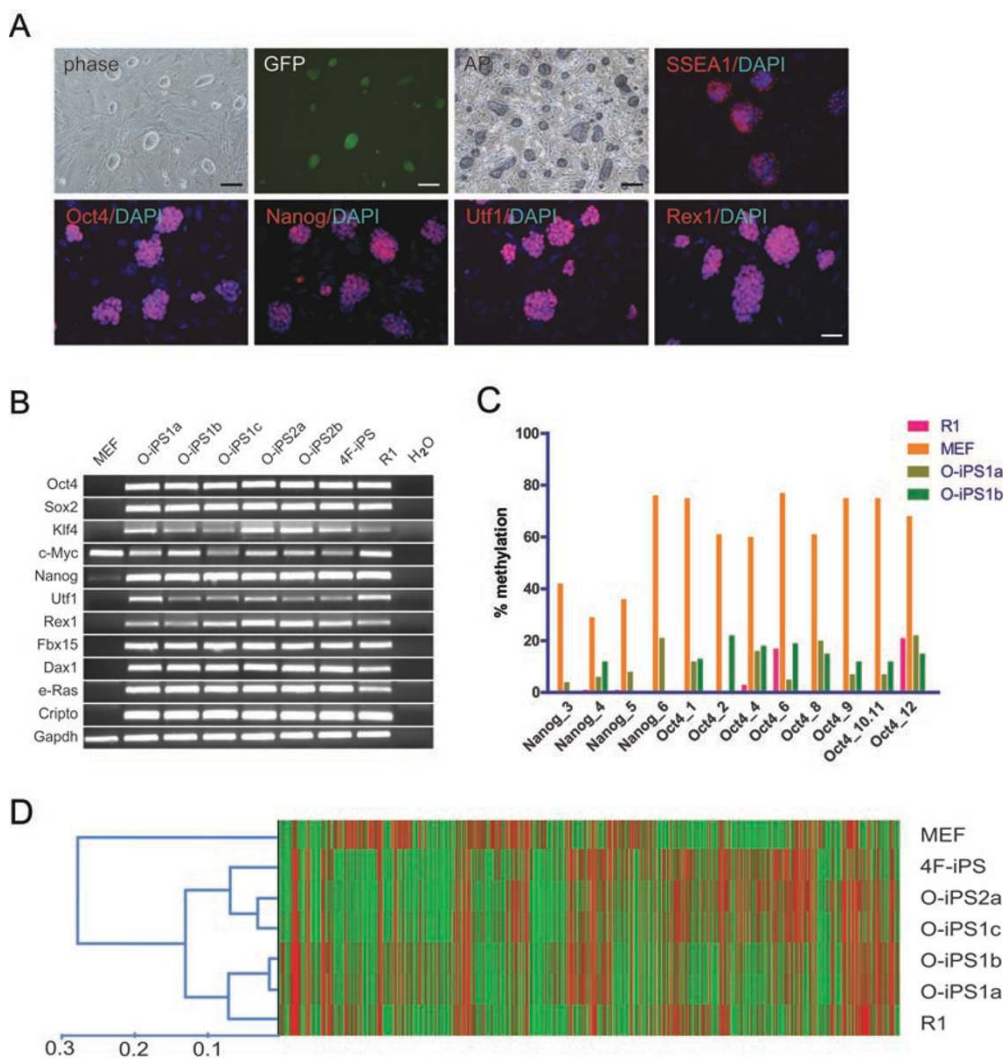 A
phase
GFP
AP
SSEA1/DAPI
Oct4/DAPI
Nanog/DAPI
Utf1/DAPI
Rex1/DAPI
B
MEF
O-iPS1a
O-iPS1b
O-iPS1c
O-iPS2a
O-iPS2b
4F-iPS
R1
H₂O
Oct4
Sox2
Klf4
c-Myc
Nanog
Utf1
Rex1
Fbx15
Dax1
e-Ras
Cripto
Gapdh
C
R1
MEF
O-iPS1a
O-iPS1b
% methylation
100
80
60
40
20
0
Nanog_3
Nanog_4
Nanog_5
Nanog_6
Oct4_1
Oct4_2
Oct4_4
Oct4_6
Oct4_8
Oct4_9
Oct4_10.11
Oct4_12
D
MEF
4F-iPS
O-iPS2a
O-iPS1c
O-iPS1b
O-iPS1a
R1
0.3 0.2 0.1